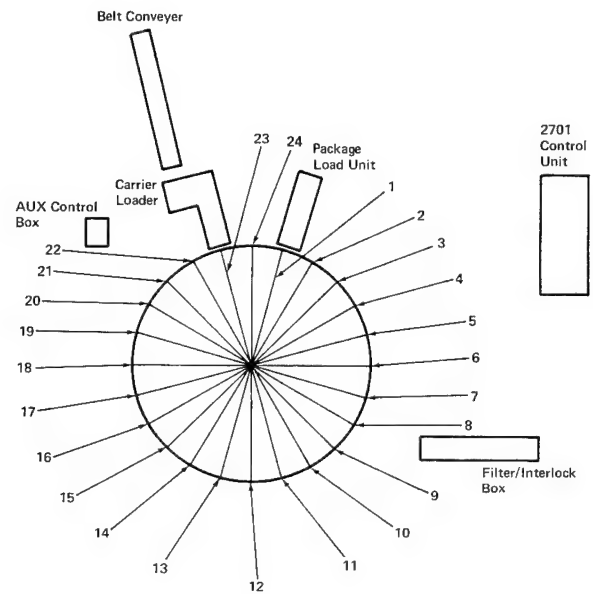 Belt Conveyer
23
24
Package
Load Unit
1
2
3
4
5
6
7
8
9
10
11
12
13
14
15
16
17
18
19
20
21
22
Carrier
Loader
AUX Control
Box
2701
Control
Unit
Filter/Interlock
Box